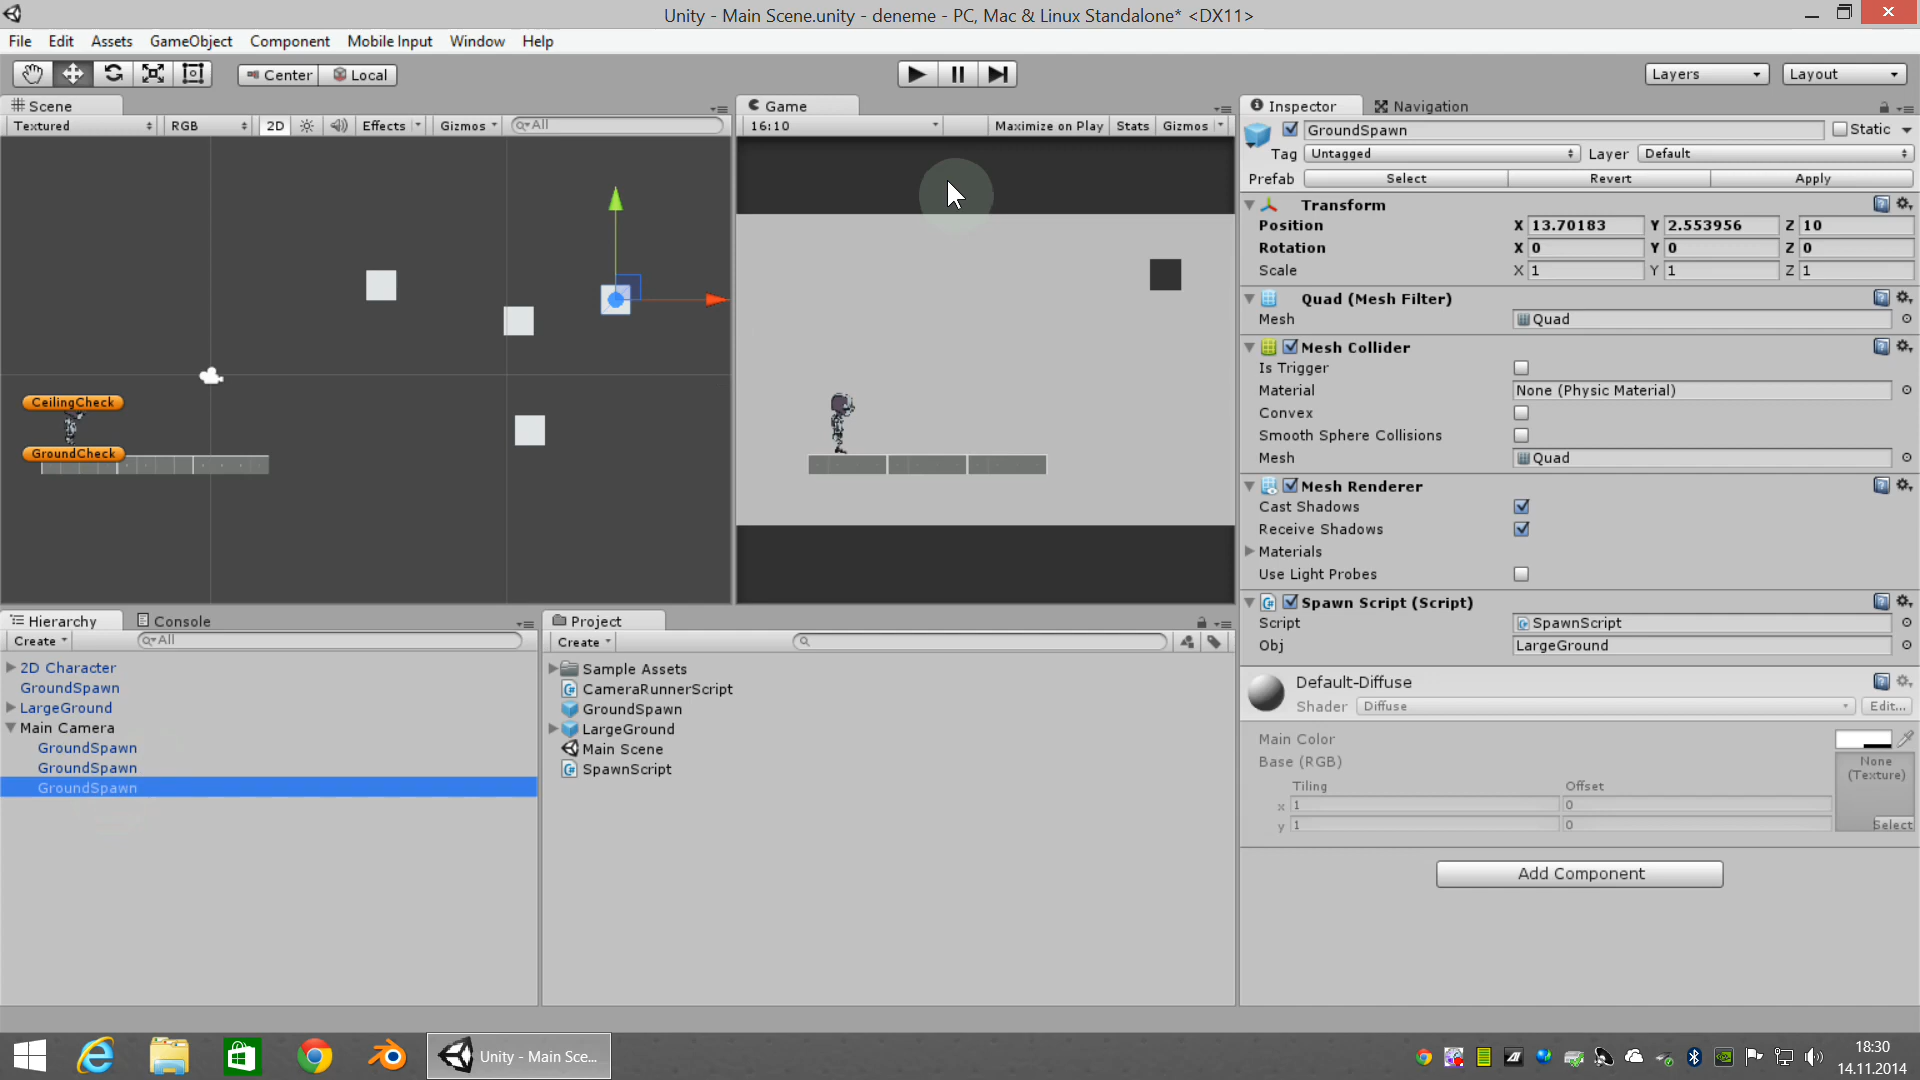 Unity - Main Scene.unity - deneme - PC, Mac & Linux Standalone* <DX11>
File Edit Assets GameObject Component Mobile Input Window Help
Center Local Layers Layout
Scene
Textured RGB 2D Effects Gizmos All
Game
16:10 Maximize on Play Stats Gizmos
CeilingCheck
GroundCheck
Inspector Navigation
GroundSpawn Static
Tag Untagged Layer Default
Prefab Select Revert Apply
Transform
Position X 13.70183 Y 2.553956 Z 10
Rotation X 0 Y 0 Z 0
Scale X 1 Y 1 Z 1
Quad (Mesh Filter)
Mesh Quad
Mesh Collider
Is Trigger
Material None (Physic Material)
Convex
Smooth Sphere Collisions
Mesh Quad
Mesh Renderer
Cast Shadows
Receive Shadows
Materials
Use Light Probes
Spawn Script (Script)
Script SpawnScript
Obj LargeGround
Default-Diffuse
Shader Diffuse Edit...
Main Color
Base (RGB)
None
(Texture)
Tiling Offset
x 1 0
y 1 0
Select
Add Component
Hierarchy Console
Create All
2D Character
GroundSpawn
LargeGround
Main Camera
GroundSpawn
GroundSpawn
GroundSpawn
Project
Create
Sample Assets
CameraRunnerScript
GroundSpawn
LargeGround
Main Scene
SpawnScript
Unity - Main Sce...
18:30
14.11.2014